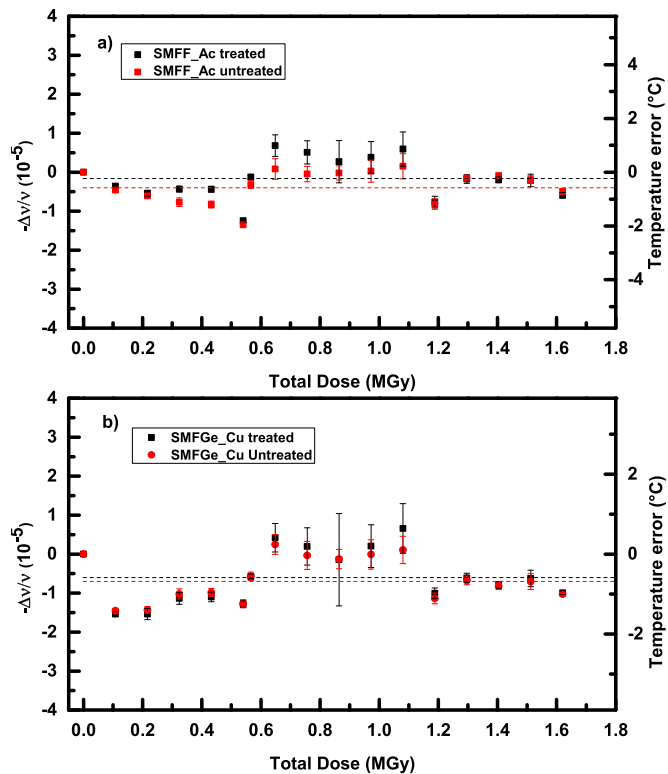 a)
SMFF_Ac treated
SMFF_Ac untreated
4
3
2
1
0
-1
-2
-3
-4
-Δν/ν (10⁻⁵)
4
2
0
-2
-4
Temperature error (°C)
0.0 0.2 0.4 0.6 0.8 1.0 1.2 1.4 1.6 1.8
Total Dose (MGy)
b)
SMFGe_Cu treated
SMFGe_Cu Untreated
4
3
2
1
0
-1
-2
-3
-4
-Δν/ν (10⁻⁵)
2
0
-2
Temperature error (°C)
0.0 0.2 0.4 0.6 0.8 1.0 1.2 1.4 1.6 1.8
Total Dose (MGy)